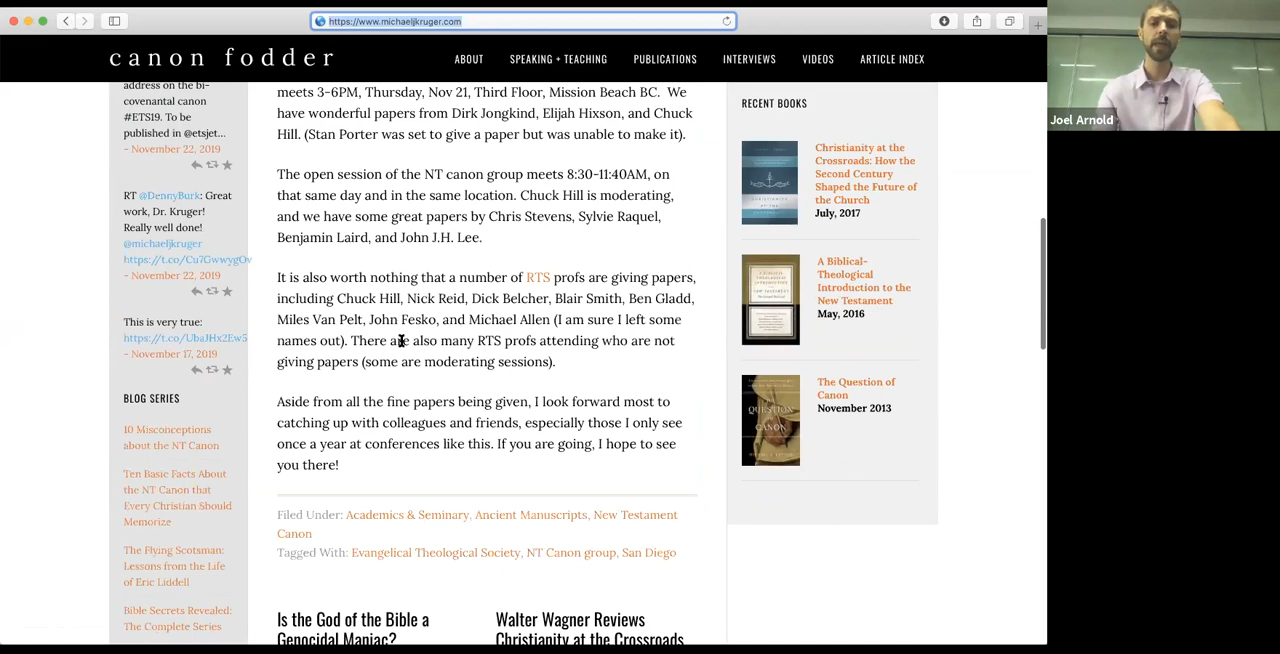 https://www.michaeljkruger.com
canon fodder
ABOUT
SPEAKING + TEACHING
PUBLICATIONS
INTERVIEWS
VIDEOS
ARTICLE INDEX
Joel Arnold
address on the bi-
covenantal canon
#ETS19. To be
published in @etsjet…
- November 22, 2019
RT @DennyBurk: Great
work, Dr. Kruger!
Really well done!
@michaeljkruger
https://t.co/Cu7GwwygOv
- November 22, 2019
This is very true:
https://t.co/UbaJHx2Ew5
- November 17, 2019
BLOG SERIES
10 Misconceptions
about the NT Canon
Ten Basic Facts About
the NT Canon that
Every Christian Should
Memorize
The Flying Scotsman:
Lessons from the Life
of Eric Liddell
Bible Secrets Revealed:
The Complete Series
meets 3-6PM, Thursday, Nov 21, Third Floor, Mission Beach BC.  We
have wonderful papers from Dirk Jongkind, Elijah Hixson, and Chuck
Hill. (Stan Porter was set to give a paper but was unable to make it).
The open session of the NT canon group meets 8:30-11:40AM, on
that same day and in the same location. Chuck Hill is moderating,
and we have some great papers by Chris Stevens, Sylvie Raquel,
Benjamin Laird, and John J.H. Lee.
It is also worth nothing that a number of RTS profs are giving papers,
including Chuck Hill, Nick Reid, Dick Belcher, Blair Smith, Ben Gladd,
Miles Van Pelt, John Fesko, and Michael Allen (I am sure I left some
names out). There are also many RTS profs attending who are not
giving papers (some are moderating sessions).
Aside from all the fine papers being given, I look forward most to
catching up with colleagues and friends, especially those I only see
once a year at conferences like this. If you are going, I hope to see
you there!
Filed Under: Academics & Seminary, Ancient Manuscripts, New Testament
Canon
Tagged With: Evangelical Theological Society, NT Canon group, San Diego
Is the God of the Bible a
Genocidal Maniac?
Walter Wagner Reviews
Christianity at the Crossroads
RECENT BOOKS
Christianity at the
Crossroads: How the
Second Century
Shaped the Future of
the Church
July, 2017
A Biblical-
Theological
Introduction to the
New Testament
May, 2016
The Question of
Canon
November 2013